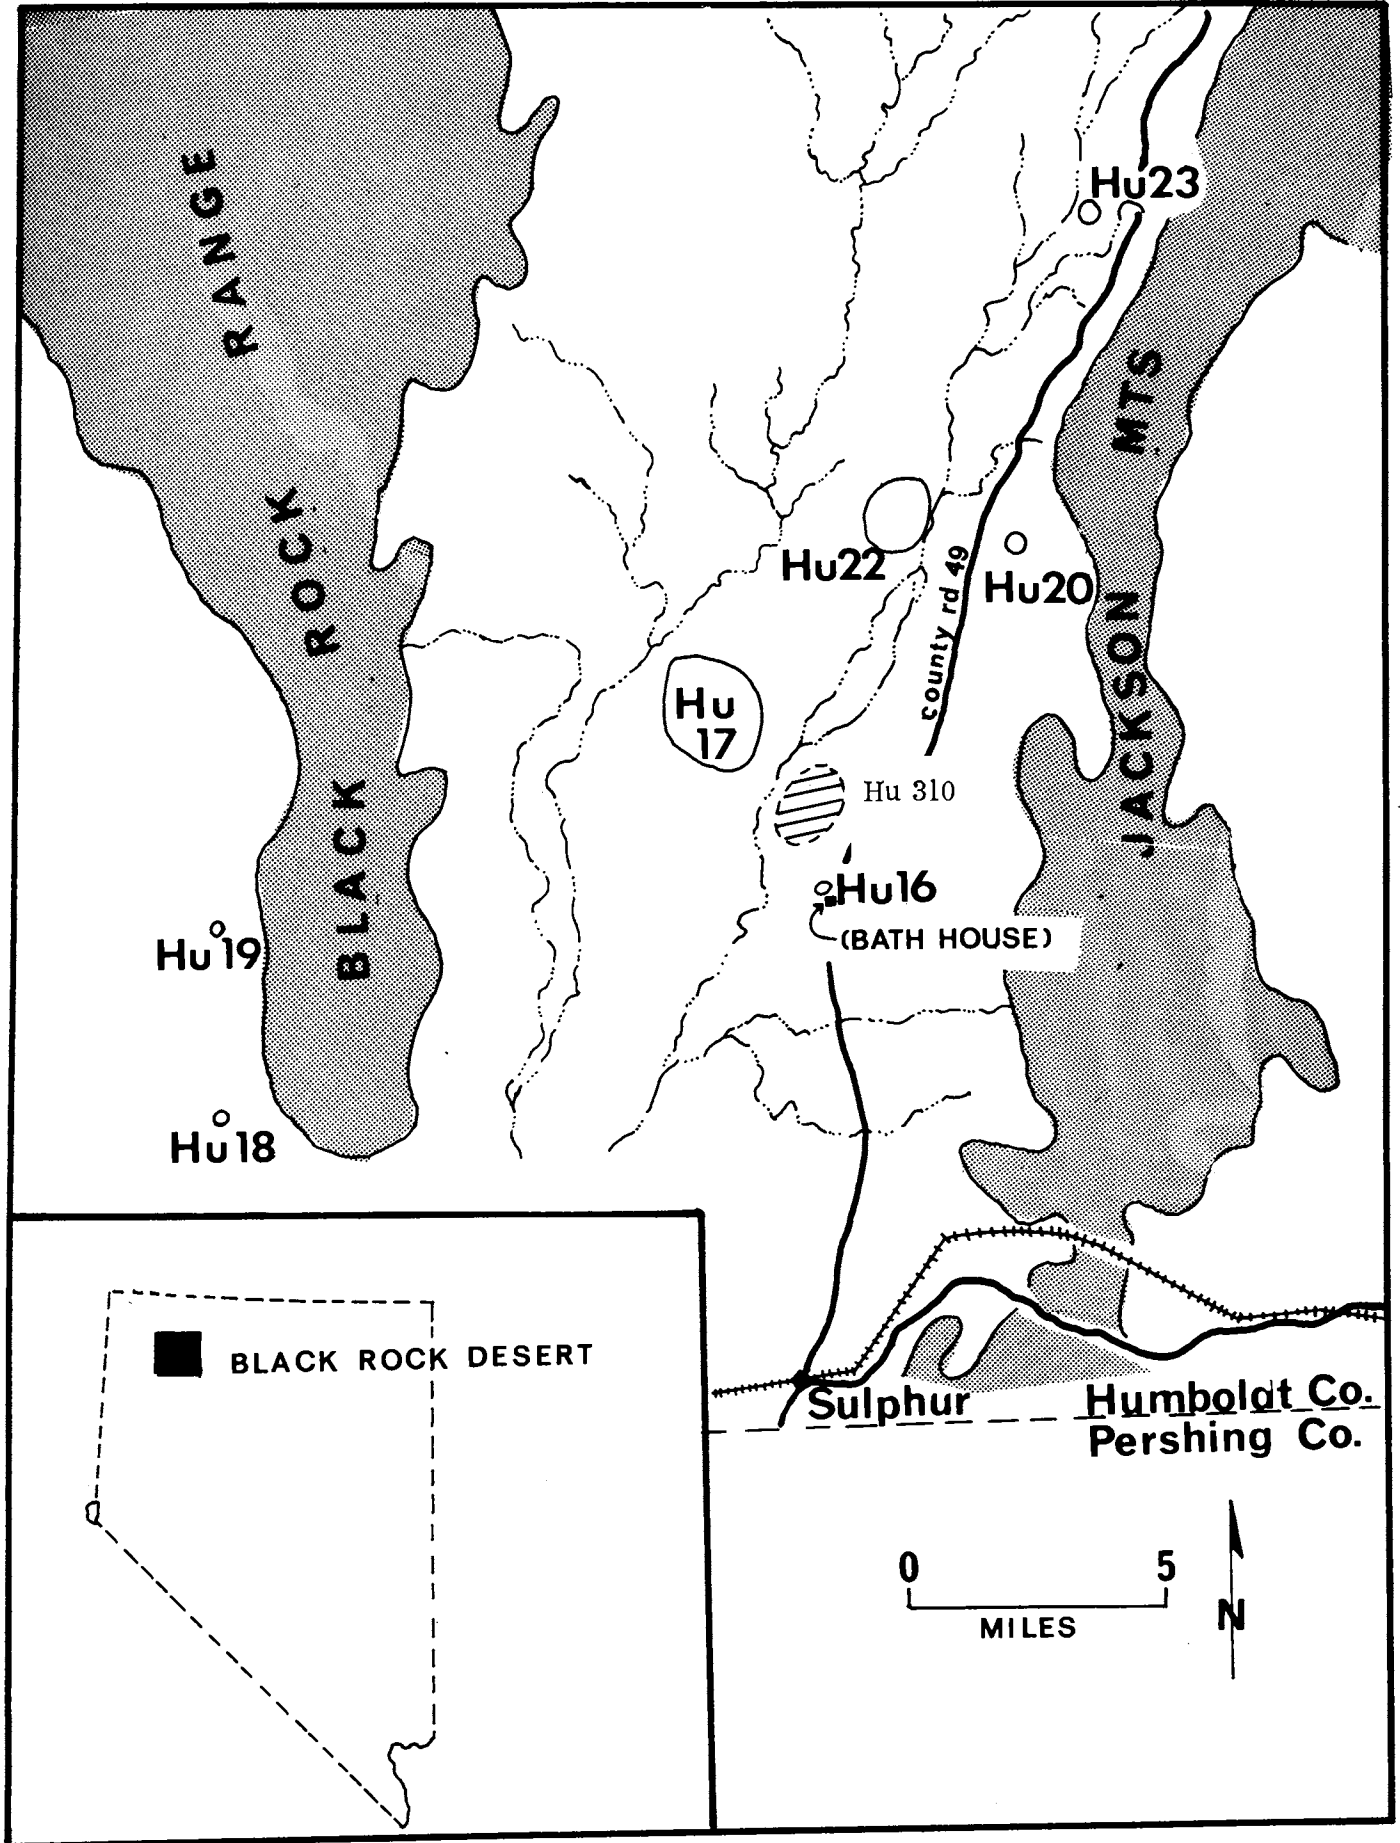 Hu23
BLACK ROCK RANGE
JACKSON MTS
Hu22
Hu20
county rd 49
Hu
17
Hu 310
Hu16
(BATH HOUSE)
Hu19
Hu18
BLACK ROCK DESERT
Sulphur
Humboldt Co.
Pershing Co.
0 5
MILES
N